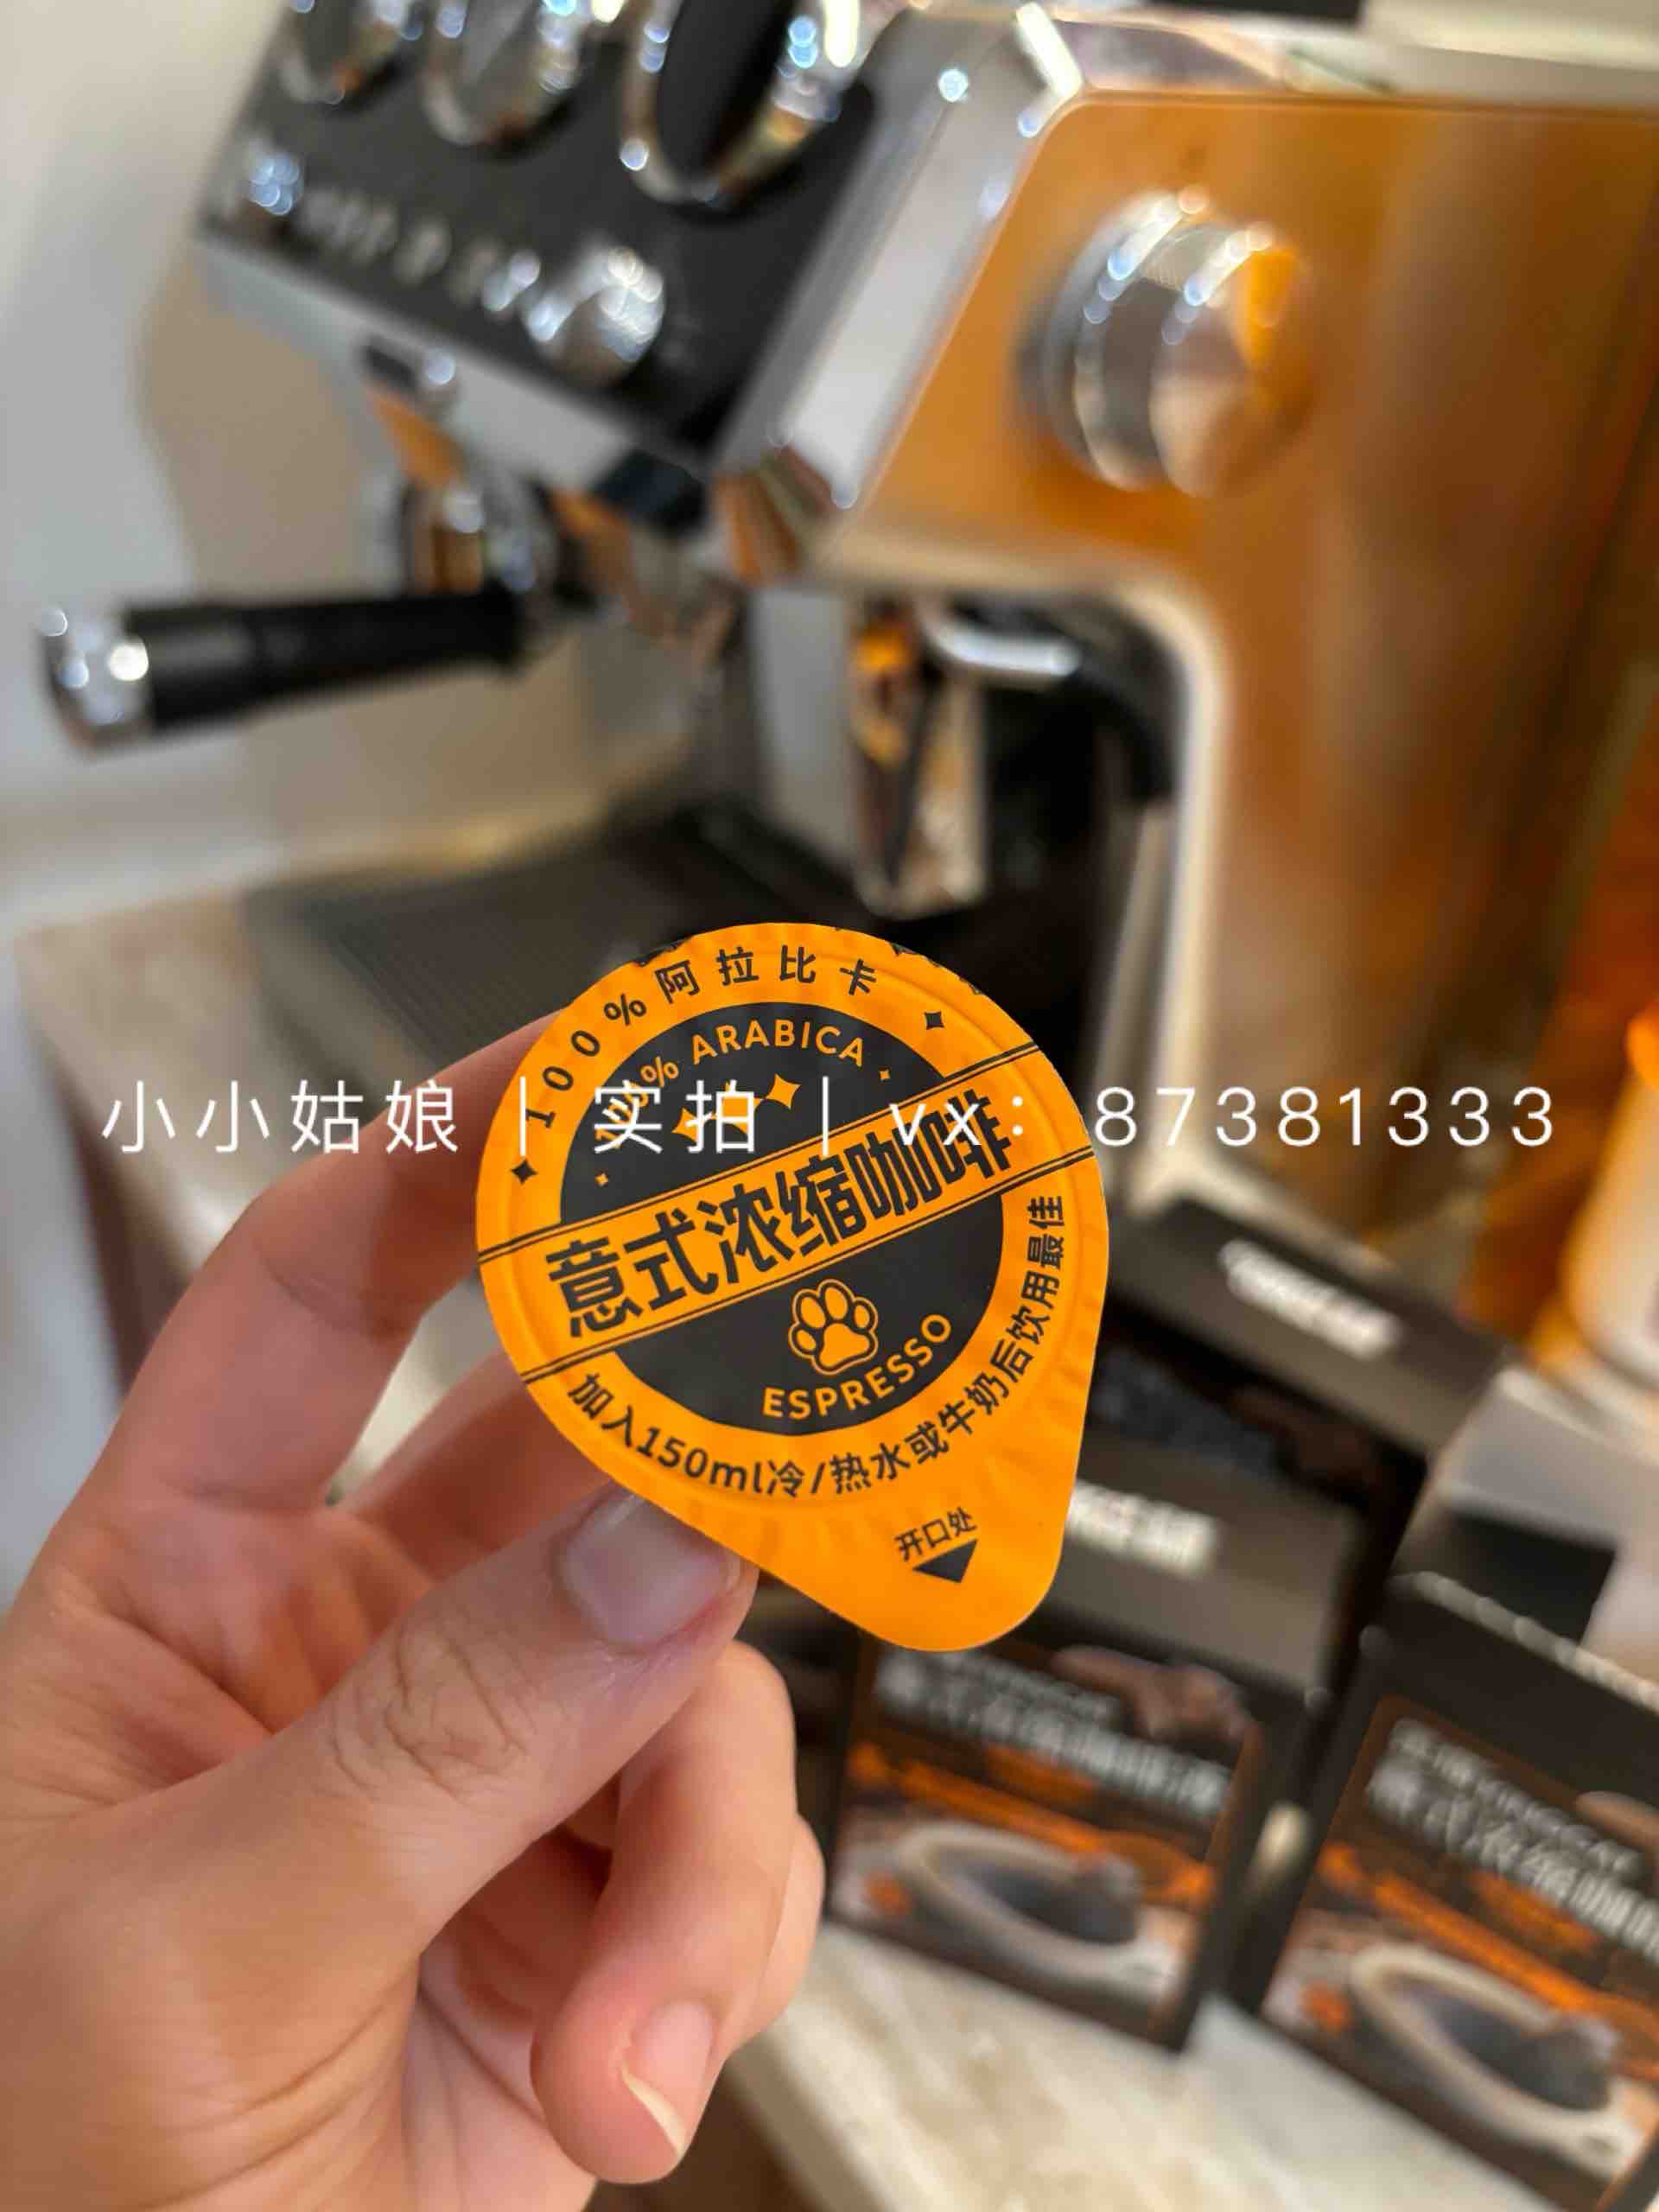 100%阿拉比卡
100% ARABICA
小小姑娘｜实拍｜vx：87381333
意式浓缩咖啡
ESPRESSO
加入150ml冷/热水或牛奶后饮用最佳
开口处